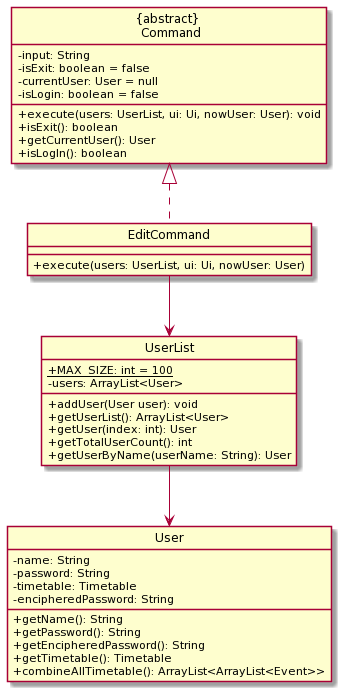 {abstract}
Command
-input: String
-isExit: boolean = false
-currentUser: User = null
-isLogin: boolean = false
+execute(users: UserList, ui: Ui, nowUser: User): void
+isExit(): boolean
+getCurrentUser(): User
+isLogIn(): boolean
EditCommand
+execute(users: UserList, ui: Ui, nowUser: User)
UserList
+MAX_SIZE: int = 100
-users: ArrayList<User>
+addUser(User user): void
+getUserList(): ArrayList<User>
+getUser(index: int): User
+getTotalUserCount(): int
+getUserByName(userName: String): User
User
-name: String
-password: String
-timetable: Timetable
-encipheredPassword: String
+getName(): String
+getPassword(): String
+getEncipheredPassword(): String
+getTimetable(): Timetable
+combineAllTimetable(): ArrayList<ArrayList<Event>>